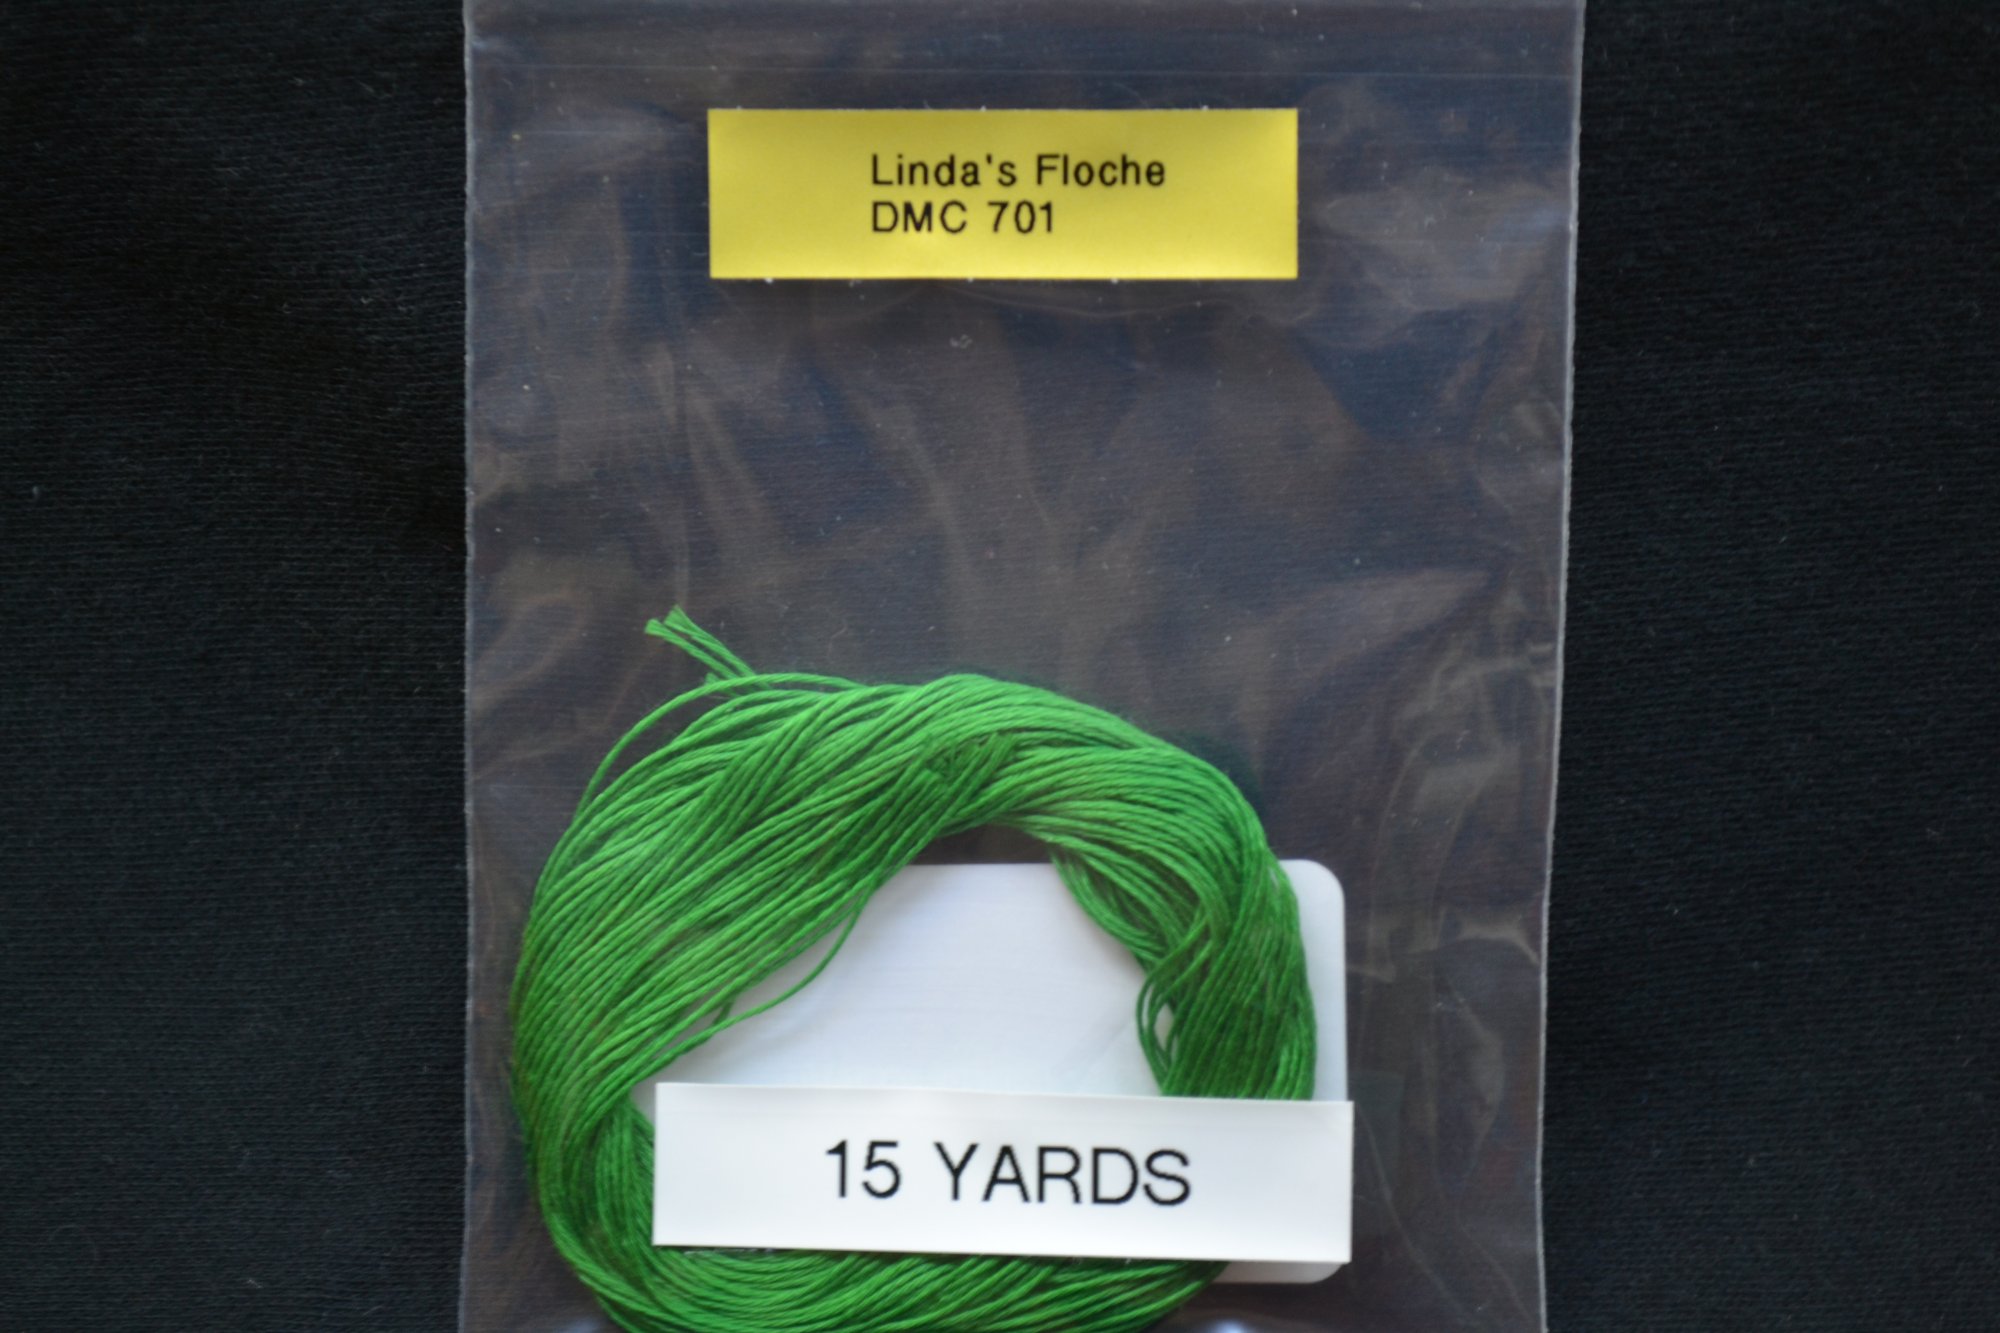 Linda's Floche
DMC 701
15 YARDS